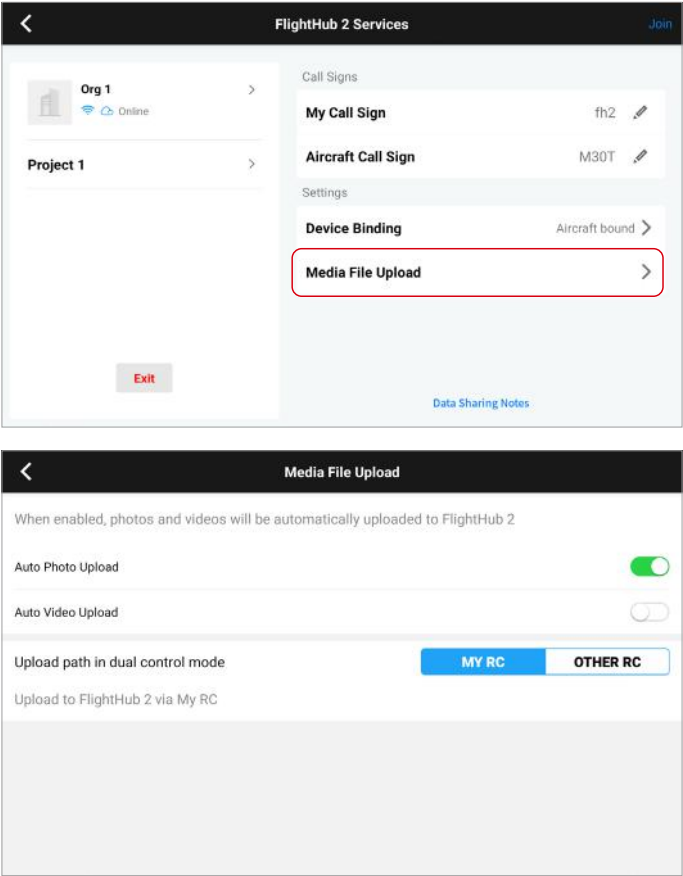 FlightHub 2 Services
Join
Org 1
Online
Project 1
Exit
Call Signs
My Call Sign
fh2
Aircraft Call Sign
M30T
Settings
Device Binding
Aircraft bound
Media File Upload
Data Sharing Notes
Media File Upload
When enabled, photos and videos will be automatically uploaded to FlightHub 2
Auto Photo Upload
Auto Video Upload
Upload path in dual control mode
MY RC
OTHER RC
Upload to FlightHub 2 via My RC